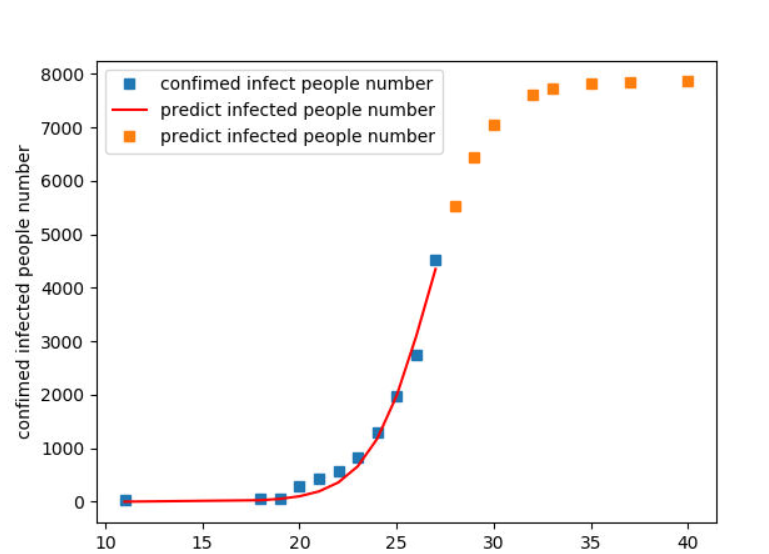 confimed infect people number
predict infected people number
predict infected people number
confimed infected people number
8000
7000
6000
5000
4000
3000
2000
1000
0
10 15 20 25 30 35 40